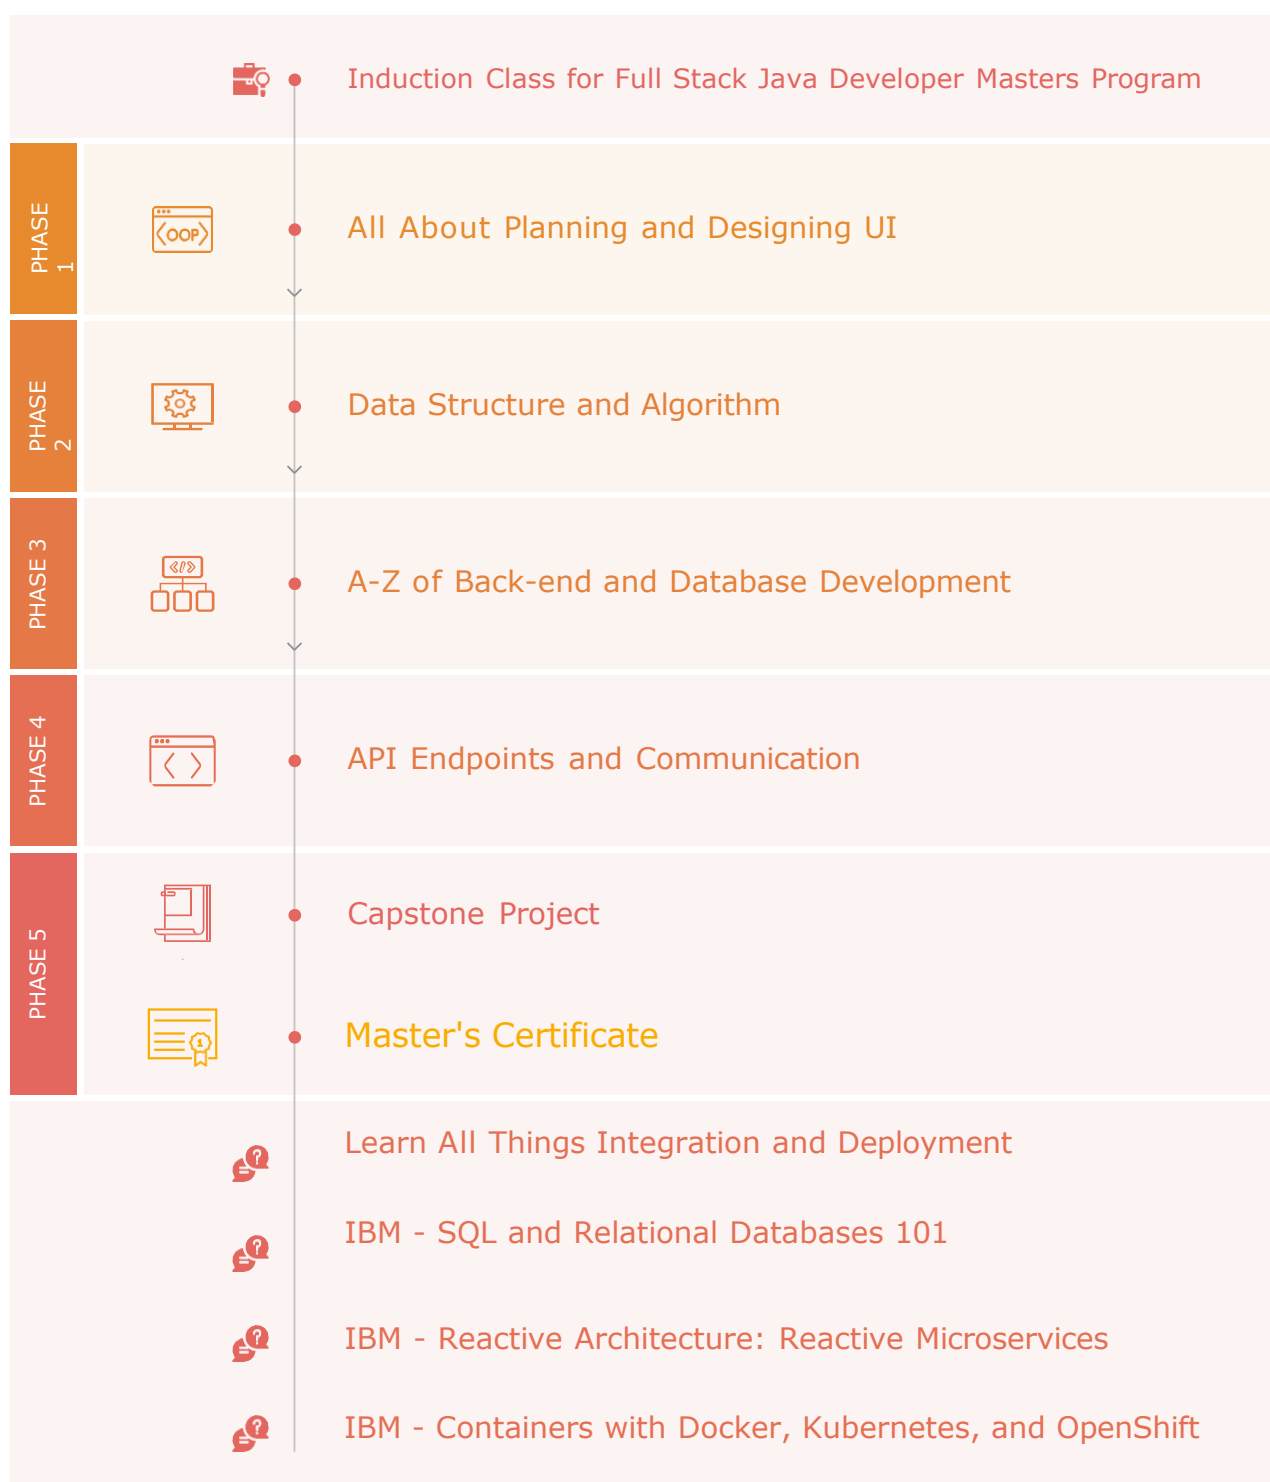 Induction Class for Full Stack Java Developer Masters Program
PHASE
1
<OOP>
All About Planning and Designing UI
PHASE
2
Data Structure and Algorithm
PHASE 3
</>
A-Z of Back-end and Database Development
PHASE 4
< >
API Endpoints and Communication
PHASE 5
Capstone Project
1
Master's Certificate
?
Learn All Things Integration and Deployment
?
IBM - SQL and Relational Databases 101
?
IBM - Reactive Architecture: Reactive Microservices
?
IBM - Containers with Docker, Kubernetes, and OpenShift